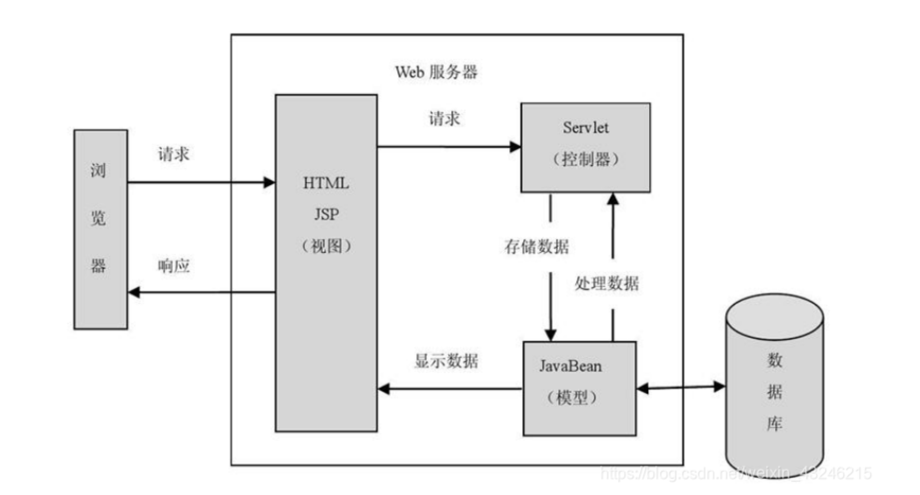 Web 服务器
浏
览
器
请求
响应
HTML
JSP
（视图）
请求
Servlet
（控制器）
存储数据
处理数据
显示数据
JavaBean
（模型）
数
据
库
https://blog.csdn.net/weixin_43246215